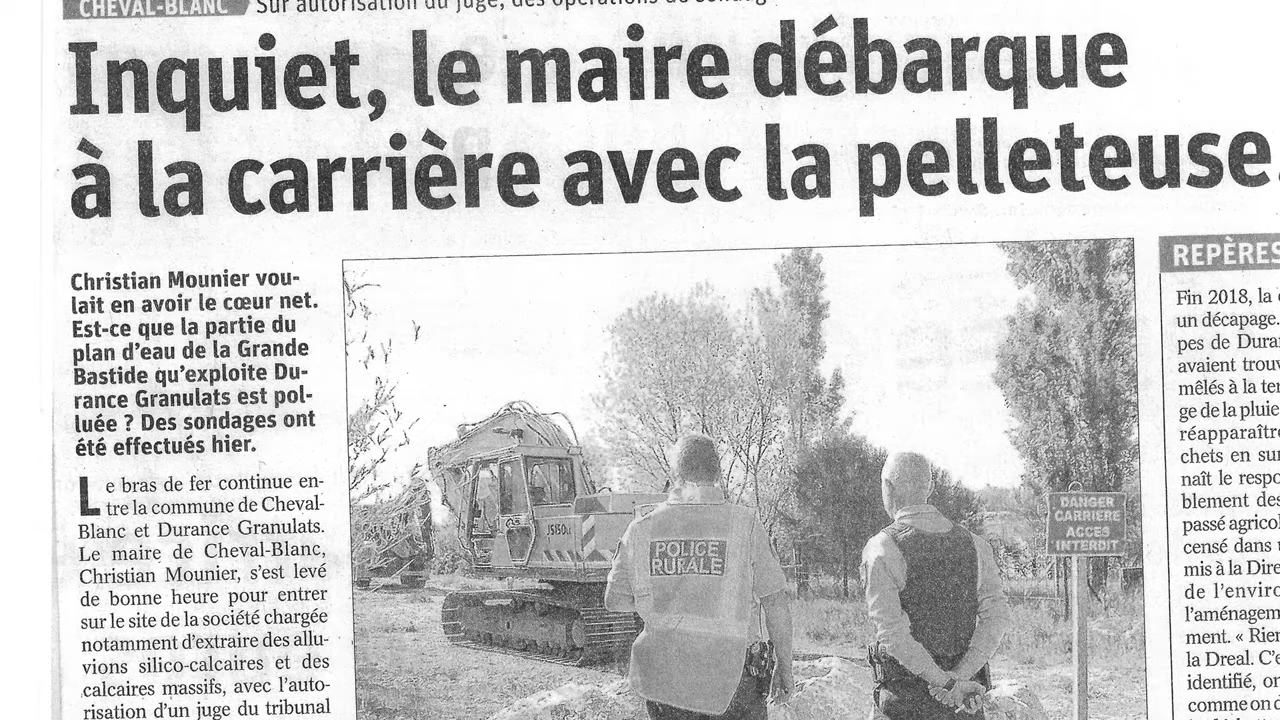 CHEVAL-BLANC Sur autorisation du juge, des opérations de sondag
Inquiet, le maire débarque
à la carrière avec la pelleteuse.
Christian Mounier vou-
lait en avoir le cœur net.
Est-ce que la partie du
plan d'eau de la Grande
Bastide qu'exploite Du-
rance Granulats est pol-
luée ? Des sondages ont
été effectués hier.
Le bras de fer continue en-
tre la commune de Cheval-
Blanc et Durance Granulats.
Le maire de Cheval-Blanc,
Christian Mounier, s'est levé
de bonne heure pour entrer
sur le site de la société chargée
notamment d'extraire des allu-
vions silico-calcaires et des
calcaires massifs, avec l'auto-
risation d'un juge du tribunal
JS150LC
POLICE
RURALE
DANGER
CARRIERE
ACCES
INTERDIT
REPÈRES
Fin 2018, la
un décapage.
pes de Duran
avaient trouv
mêlés à la ter
ge de la pluie
réapparaître
chets en sur
naît le respo
blement des
passé agrico
censé dans
mis à la Dire
de l'enviro
l'aménagem
ment. « Rien
la Dreal. C'e
identifié, on
comme on d